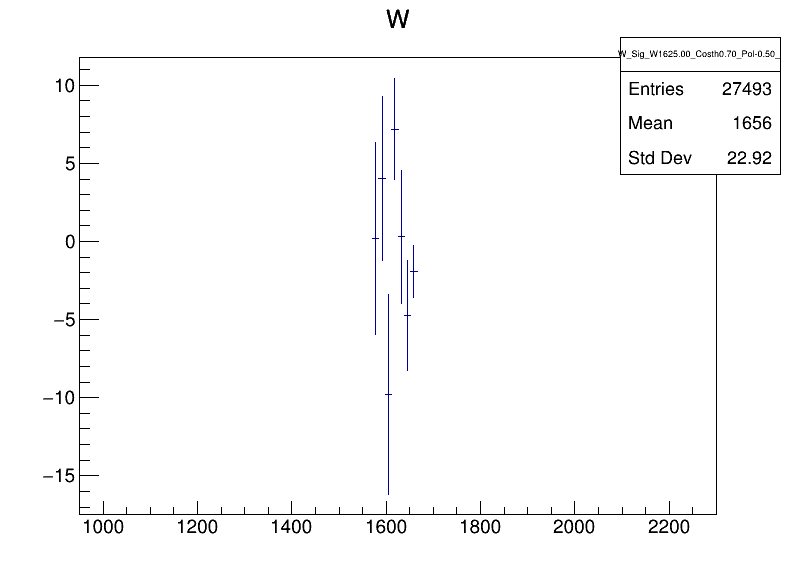 W
W_Sig_W1625.00_Costh0.70_Pol-0.50_
Entries 27493
Mean 1656
Std Dev 22.92
10
5
0
−5
−10
−15
1000 1200 1400 1600 1800 2000 2200